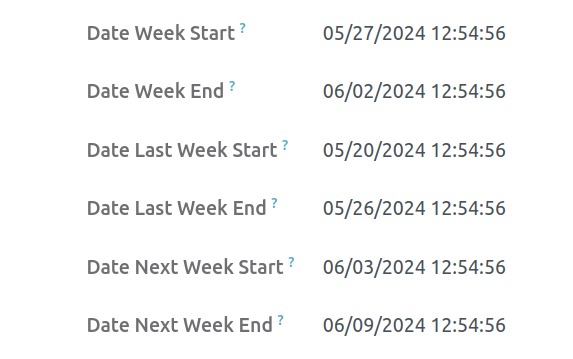 Date Week Start ? 05/27/2024 12:54:56
Date Week End ? 06/02/2024 12:54:56
Date Last Week Start ? 05/20/2024 12:54:56
Date Last Week End ? 05/26/2024 12:54:56
Date Next Week Start ? 06/03/2024 12:54:56
Date Next Week End ? 06/09/2024 12:54:56